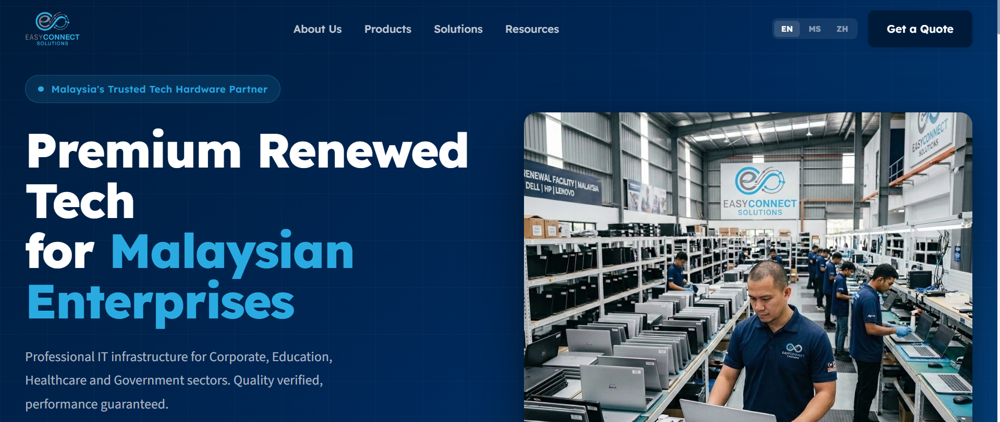 EASYCONNECT
SOLUTIONS
About Us
Products
Solutions
Resources
EN
MS
ZH
Get a Quote
Malaysia's Trusted Tech Hardware Partner
Premium Renewed
Tech
for Malaysian
Enterprises
Professional IT infrastructure for Corporate, Education,
Healthcare and Government sectors. Quality verified,
performance guaranteed.
RENEWAL FACILITY | MALAYSIA
DELL | HP | LENOVO
EASYCONNECT
SOLUTIONS
EASYCONNECT
SOLUTIONS